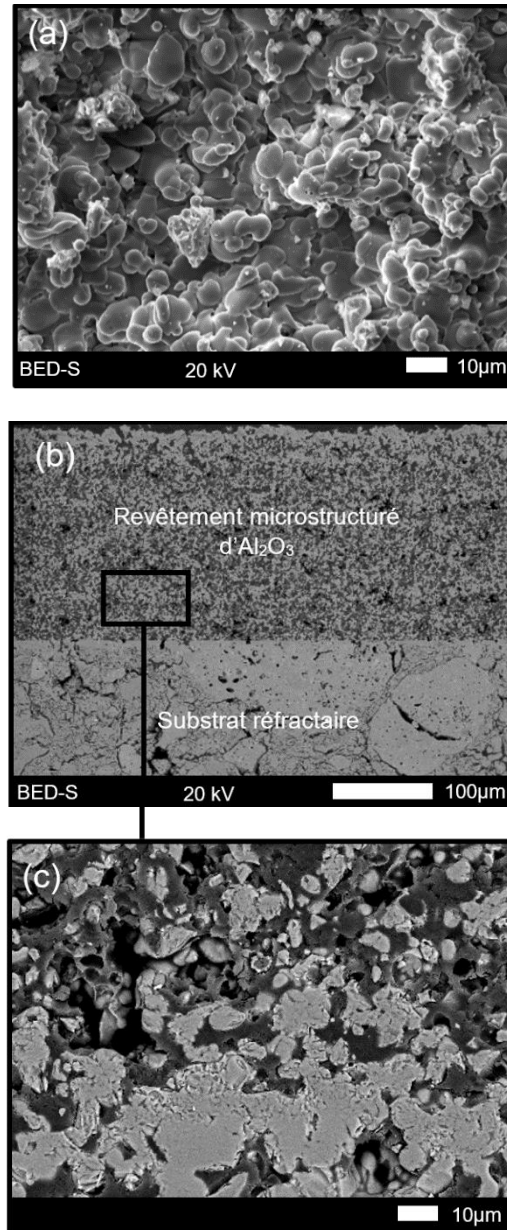 (a)
BED-S 20 kV 10µm
(b)
Revêtement microstructuré
d'Al₂O₃
Substrat réfractaire
BED-S 20 kV 100µm
(c)
10µm